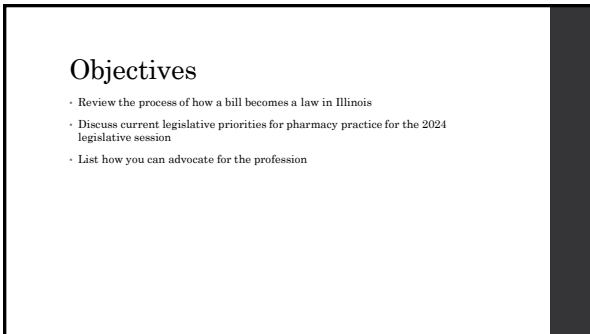 Objectives
• Review the process of how a bill becomes a law in Illinois
• Discuss current legislative priorities for pharmacy practice for the 2024
legislative session
• List how you can advocate for the profession